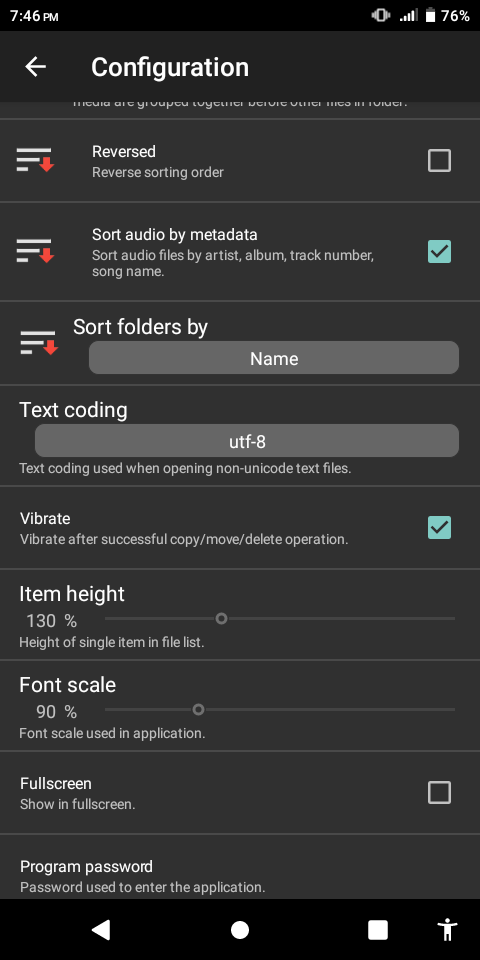 7:46 PM
76%
Configuration
media are grouped together before other files in folder.
Reversed
Reverse sorting order
Sort audio by metadata
Sort audio files by artist, album, track number,
song name.
Sort folders by
Name
Text coding
utf-8
Text coding used when opening non-unicode text files.
Vibrate
Vibrate after successful copy/move/delete operation.
Item height
130 %
Height of single item in file list.
Font scale
90 %
Font scale used in application.
Fullscreen
Show in fullscreen.
Program password
Password used to enter the application.